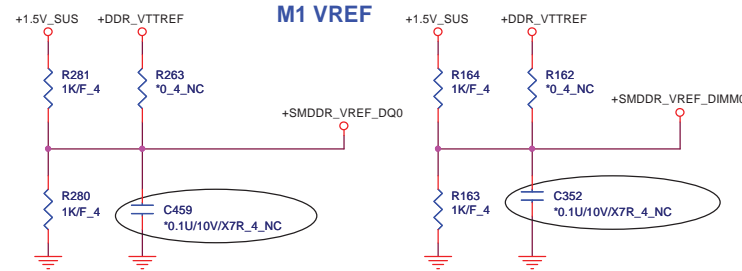 M1 VREF
+1.5V_SUS
+DDR_VTTREF
R281
1K/F_4
R263
*0_4_NC
+SMDDR_VREF_DQ0
R280
1K/F_4
C459
*0.1U/10V/X7R_4_NC
+1.5V_SUS
+DDR_VTTREF
R164
1K/F_4
R162
*0_4_NC
+SMDDR_VREF_DIMM0
R163
1K/F_4
C352
*0.1U/10V/X7R_4_NC